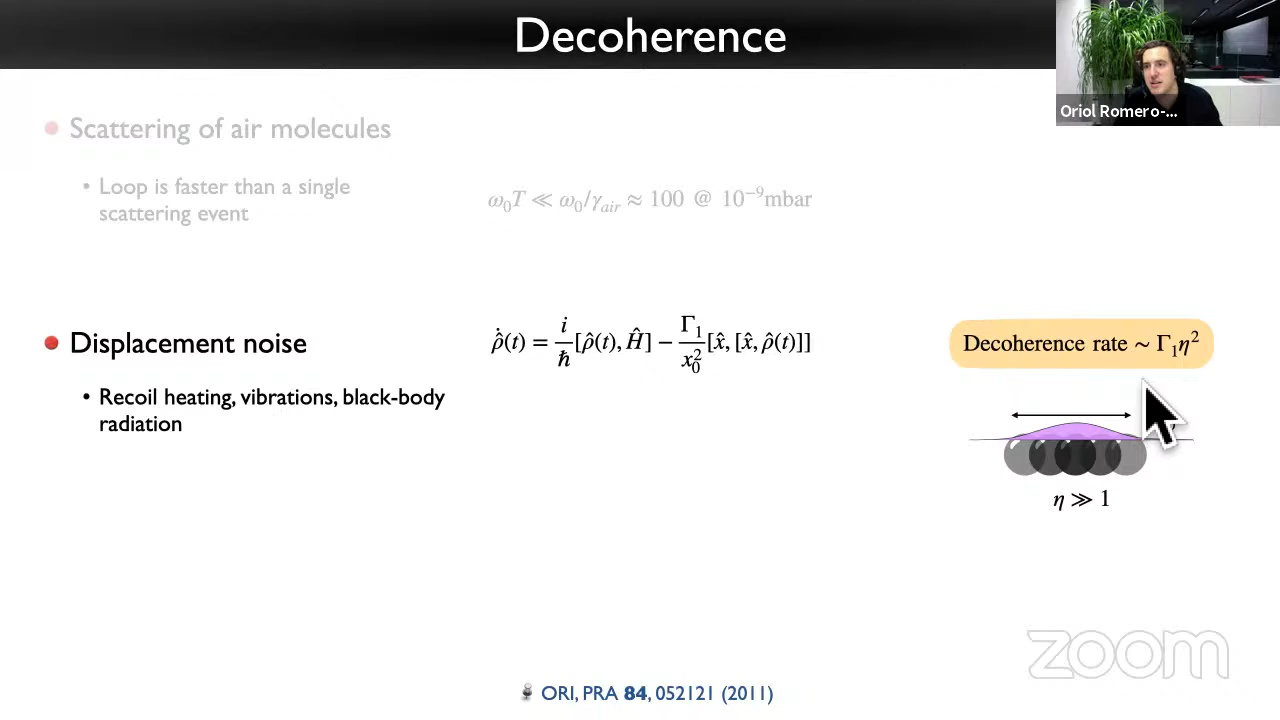 Decoherence
Oriol Romero-...
Scattering of air molecules
Loop is faster than a single
scattering event
ω₀T ≪ ω₀/γ_air ≈ 100 @ 10⁻⁹mbar
Displacement noise
ρ̂̇(t) = i/ħ [ρ̂(t), Ĥ] − Γ₁/x₀² [x̂, [x̂, ρ̂(t)]]
Decoherence rate ~ Γ₁η²
Recoil heating, vibrations, black-body
radiation
η ≫ 1
zoom
ORI, PRA 84, 052121 (2011)